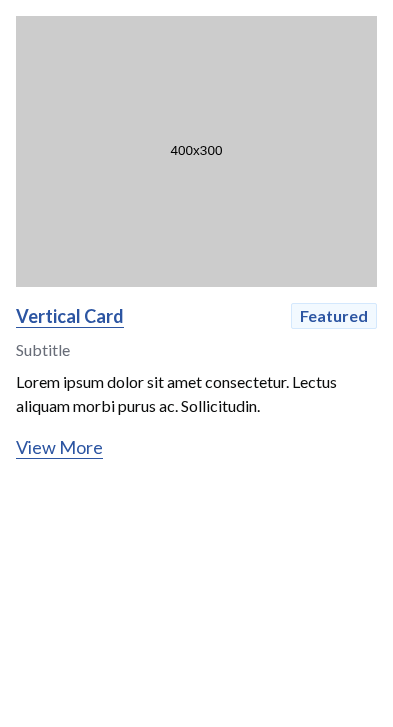 400x300
Vertical Card
Featured
Subtitle
Lorem ipsum dolor sit amet consectetur. Lectus
aliquam morbi purus ac. Sollicitudin.
View More